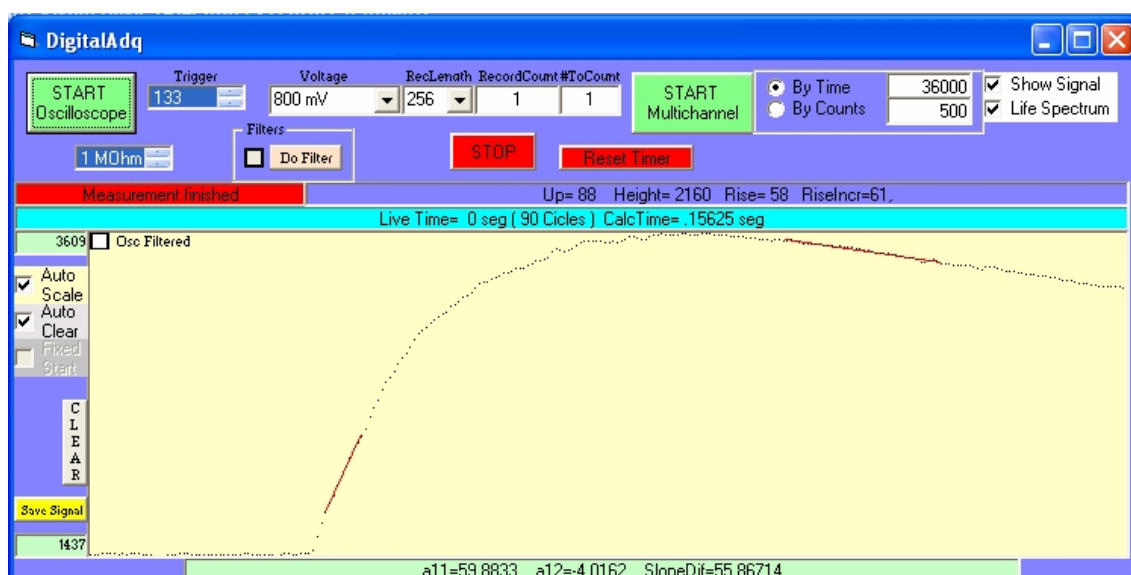 DigitalAdq
START Oscilloscope
Trigger
133
Voltage
800 mV
RecLength
256
RecordCount
1
#ToCount
1
START Multichannel
By Time
36000
By Counts
500
Show Signal
Life Spectrum
1 MOhm
Filters
Do Filter
STOP
Reset Timer
Measurement finished
Up= 88 Height= 2160 Rise= 58 RiseIncr=61,
Live Time= 0 seg ( 90 Cicles ) CalcTime= .15625 seg
3609
Osc Filtered
Auto
Scale
Auto
Clear
Fixed
Start
CLEAR
Save Signal
1437
a11=59.8833 a12=-4.0162 SlopeDif=55.86714